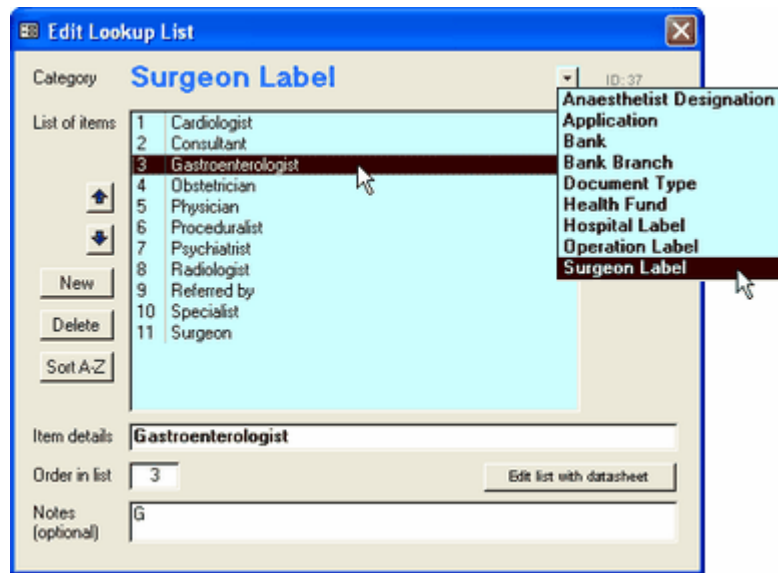 Edit Lookup List
Category Surgeon Label ID: 37
Anaesthetist Designation
Application
Bank
Bank Branch
Document Type
Health Fund
Hospital Label
Operation Label
Surgeon Label
List of items
1 Cardiologist
2 Consultant
3 Gastroenterologist
4 Obstetrician
5 Physician
6 Proceduralist
7 Psychiatrist
8 Radiologist
9 Referred by
10 Specialist
11 Surgeon
New
Delete
Sort A-Z
Item details Gastroenterologist
Order in list 3 Edit list with datasheet
Notes G
(optional)